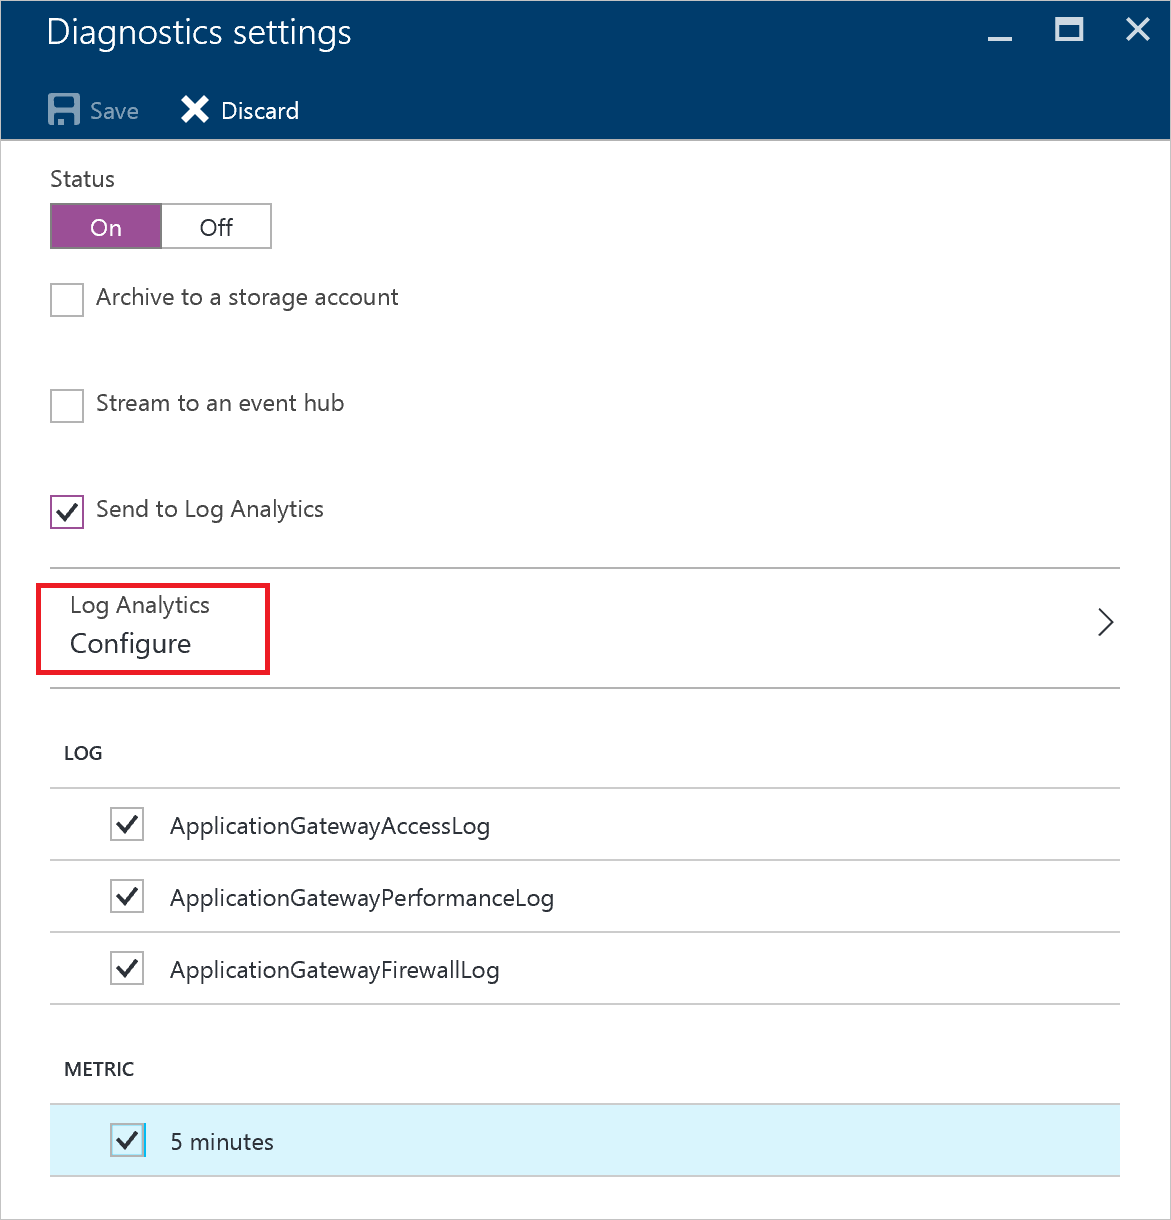 Diagnostics settings
Save Discard
Status
On Off
Archive to a storage account
Stream to an event hub
Send to Log Analytics
Log Analytics
Configure
LOG
ApplicationGatewayAccessLog
ApplicationGatewayPerformanceLog
ApplicationGatewayFirewallLog
METRIC
5 minutes